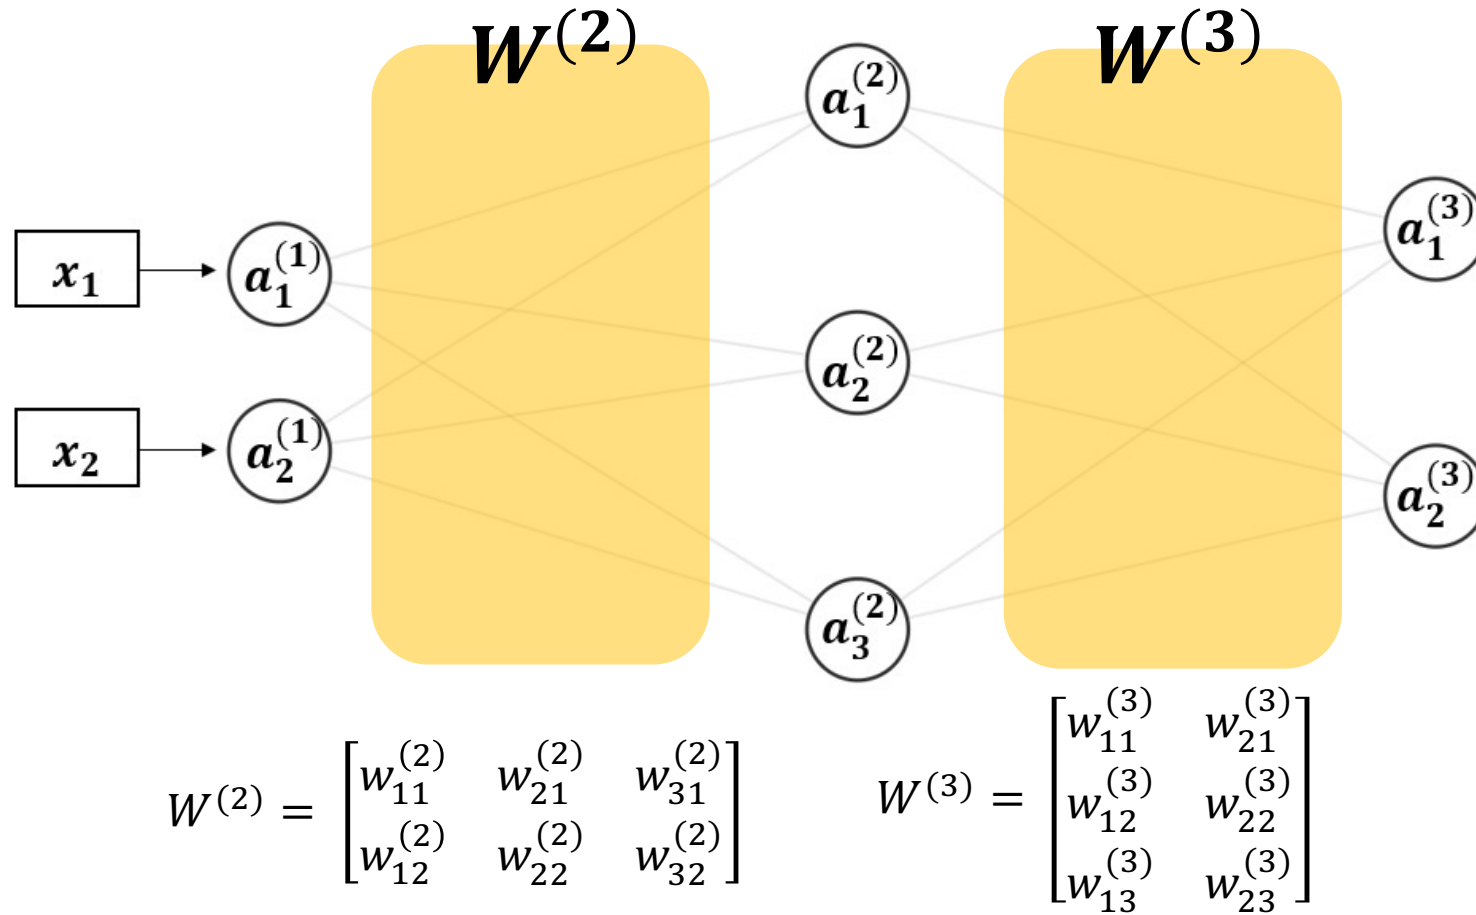 W^(2) W^(3)
a_1^(2)
a_1^(3)
x_1 a_1^(1)
a_2^(2)
x_2 a_2^(1)
a_2^(3)
a_3^(2)
W^(2) = [w_11^(2) w_21^(2) w_31^(2)
w_12^(2) w_22^(2) w_32^(2)]
W^(3) = [w_11^(3) w_21^(3)
w_12^(3) w_22^(3)
w_13^(3) w_23^(3)]